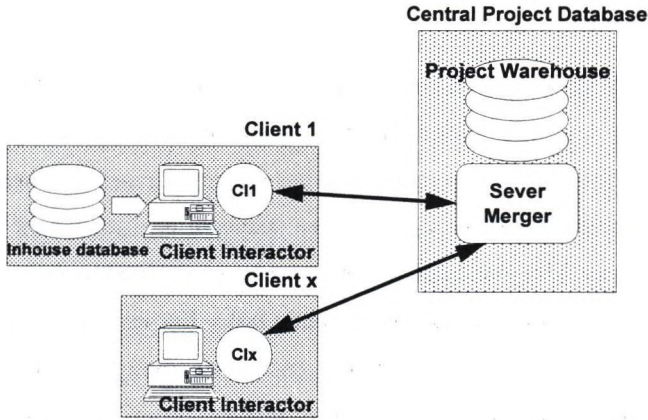 Central Project Database
Project Warehouse
Client 1
CI1
Sever
Merger
Inhouse database
Client Interactor
Client x
CIx
Client Interactor